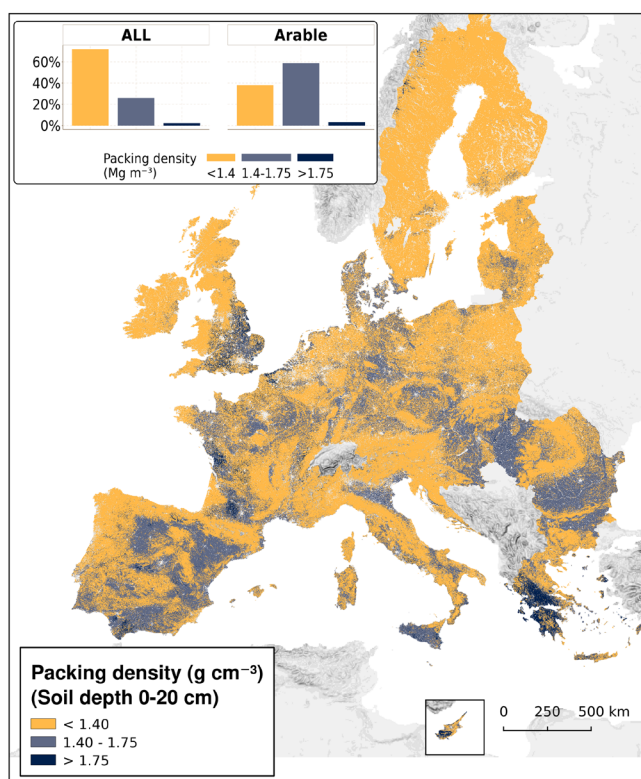 ALL Arable
60%
40%
20%
0%
Packing density
(Mg m⁻³)
<1.4 1.4-1.75 >1.75
Packing density (g cm⁻³)
(Soil depth 0-20 cm)
< 1.40
1.40 - 1.75
> 1.75
0 250 500 km